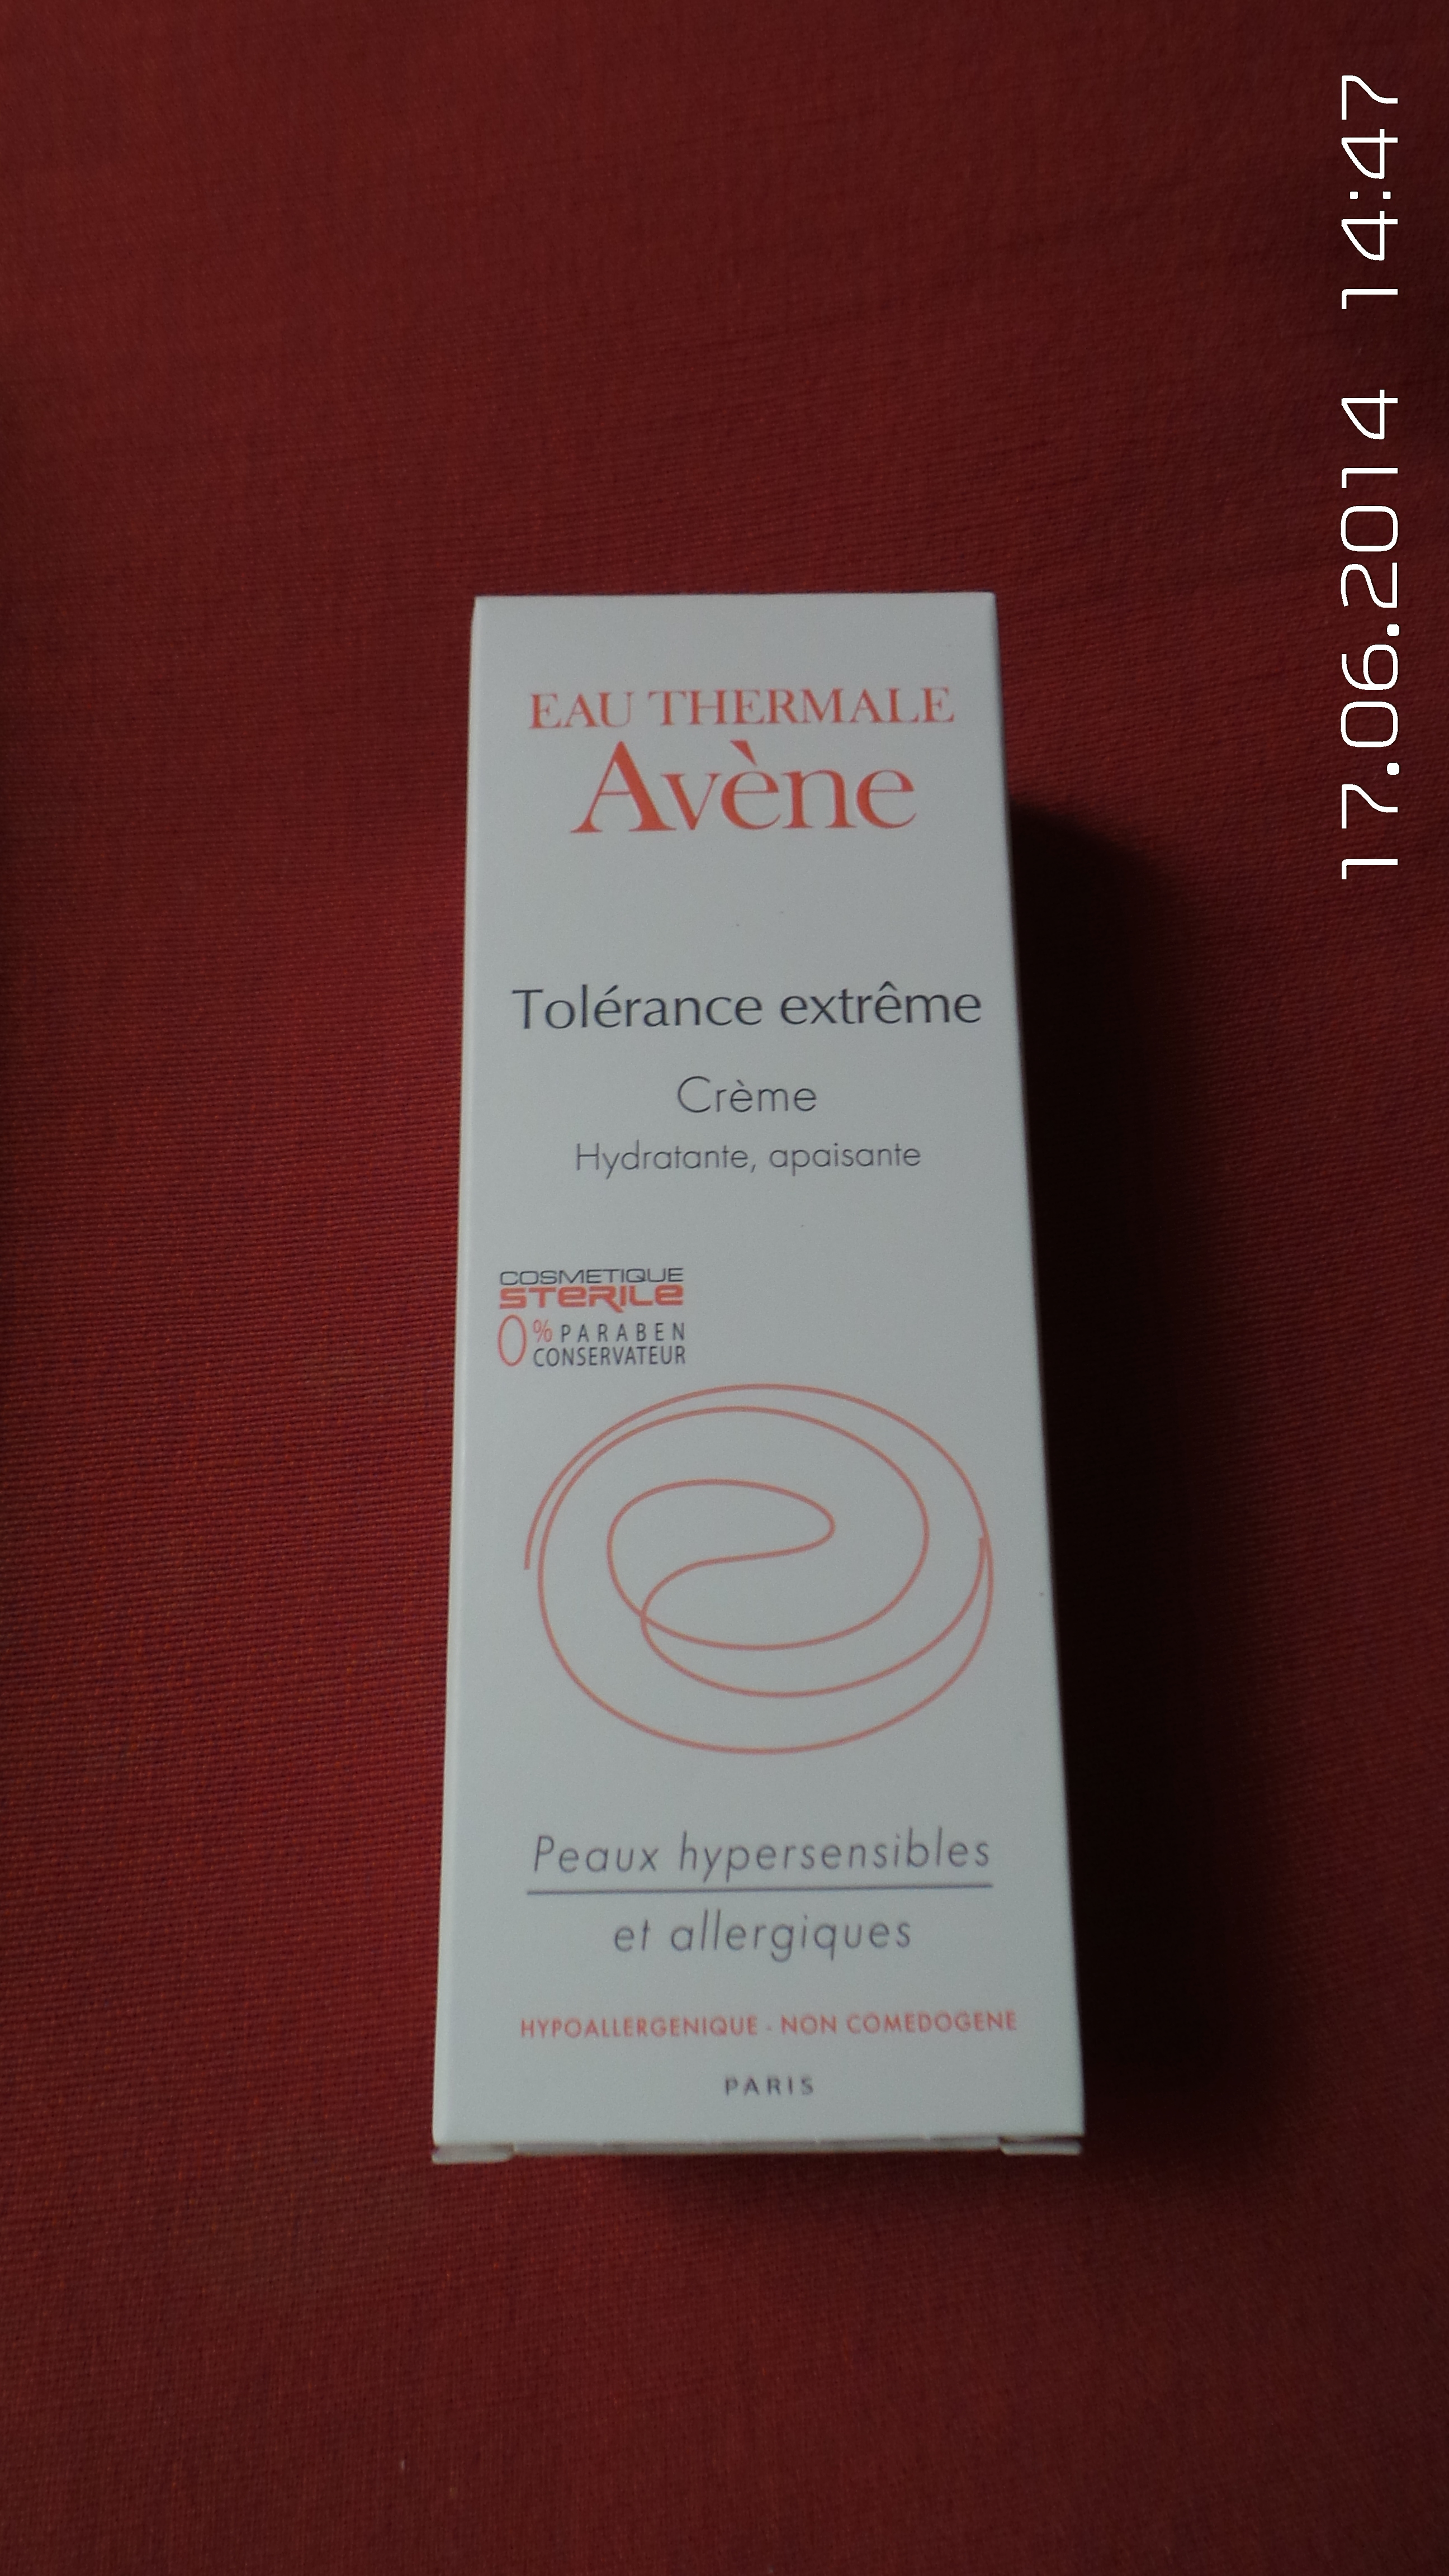 EAU THERMALE
Avène
Tolérance extrême
Crème
Hydratante, apaisante
COSMETIQUE
STERILE
0% PARABEN
CONSERVATEUR
Peaux hypersensibles
et allergiques
HYPOALLERGENIQUE - NON COMEDOGENE
PARIS
17.06.2014 14:47